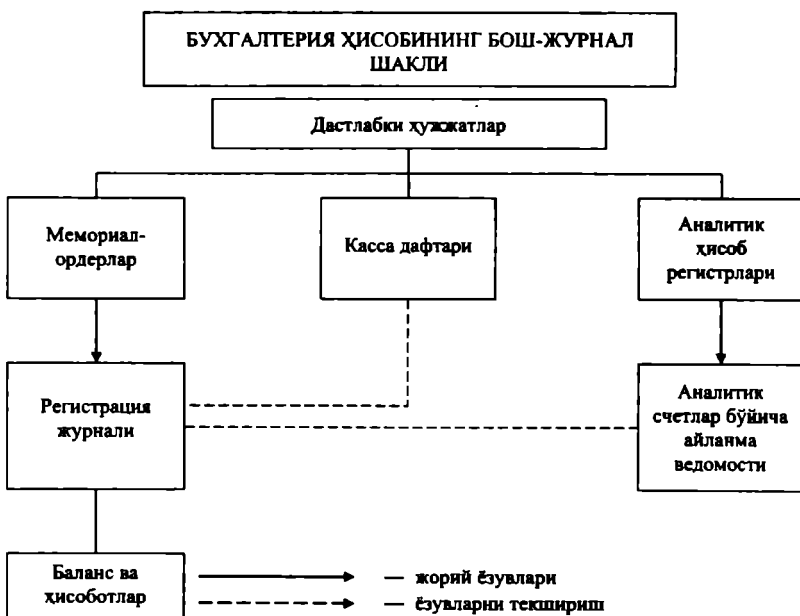 БУХГАЛТЕРИЯ ҲИСОБИНИНГ БОШ-ЖУРНАЛ
ШАКЛИ
Дастлабки ҳужжатлар
Мемориал-
ордерлар
Касса дафтари
Аналитик
ҳисоб
регистрлари
Регистрация
журнали
Аналитик
счетлар бўйича
айланма
ведомости
Баланс ва
ҳисоботлар
— жорий ёзувлари
— ёзувларни текшириш